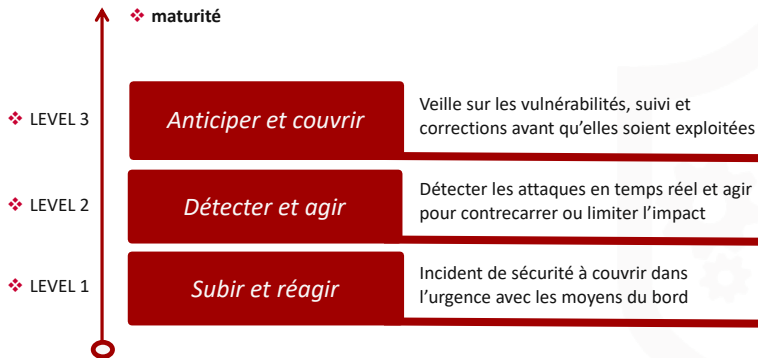 ❖ maturité
❖ LEVEL 3
Anticiper et couvrir
Veille sur les vulnérabilités, suivi et
corrections avant qu’elles soient exploitées
❖ LEVEL 2
Détecter et agir
Détecter les attaques en temps réel et agir
pour contrecarrer ou limiter l’impact
❖ LEVEL 1
Subir et réagir
Incident de sécurité à couvrir dans
l’urgence avec les moyens du bord